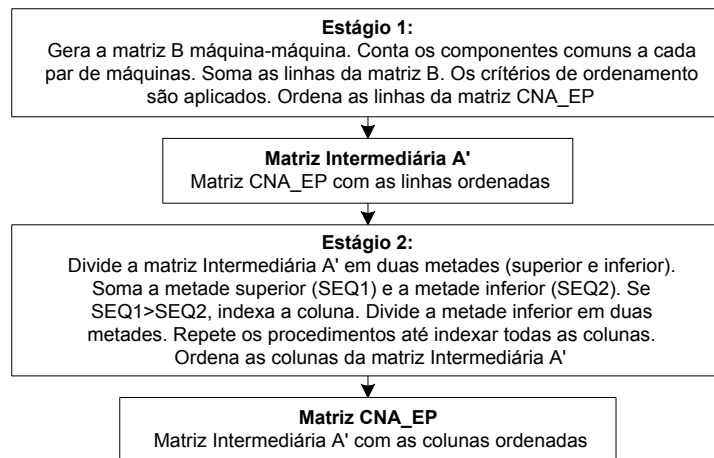 Estágio 1:
Gera a matriz B máquina-máquina. Conta os componentes comuns a cada
par de máquinas. Soma as linhas da matriz B. Os crítérios de ordenamento
são aplicados. Ordena as linhas da matriz CNA_EP
Matriz Intermediária A'
Matriz CNA_EP com as linhas ordenadas
Estágio 2:
Divide a matriz Intermediária A' em duas metades (superior e inferior).
Soma a metade superior (SEQ1) e a metade inferior (SEQ2). Se
SEQ1>SEQ2, indexa a coluna. Divide a metade inferior em duas
metades. Repete os procedimentos até indexar todas as colunas.
Ordena as colunas da matriz Intermediária A'
Matriz CNA_EP
Matriz Intermediária A' com as colunas ordenadas